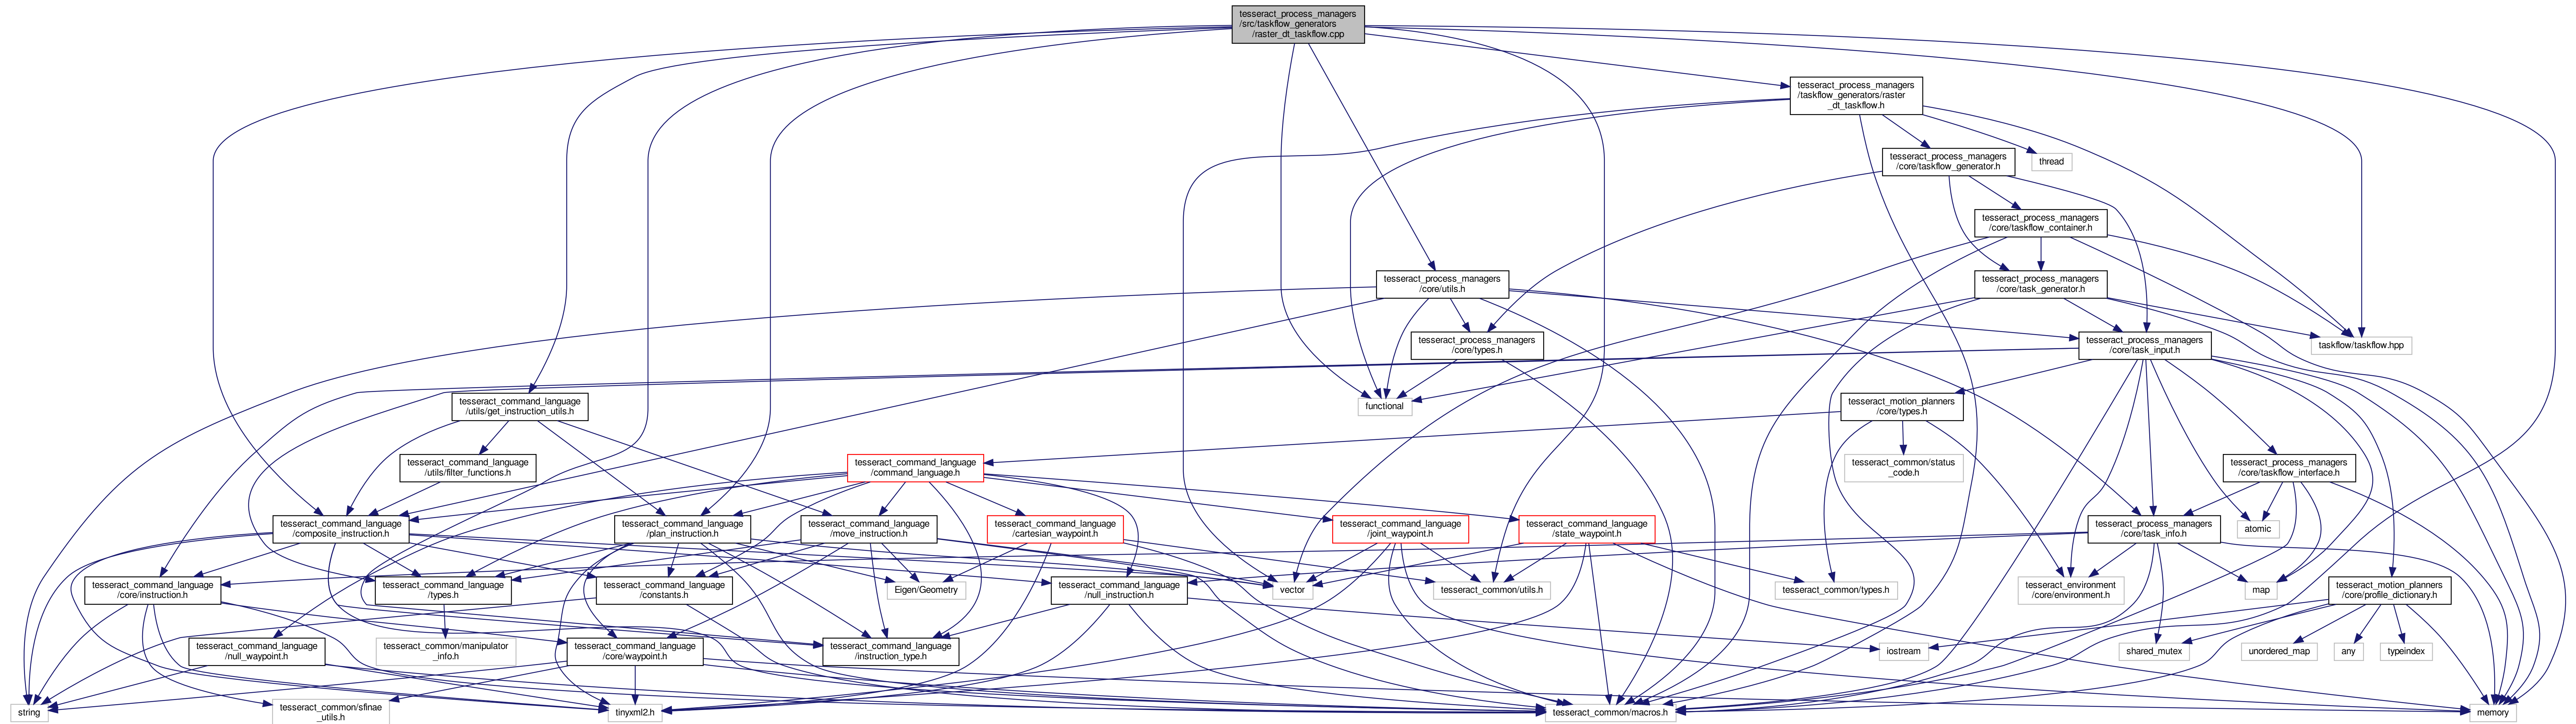 tesseract_process_managers
/src/taskflow_generators
/raster_dt_taskflow.cpp
tesseract_process_managers
/taskflow_generators/raster
_dt_taskflow.h
tesseract_process_managers
/core/taskflow_generator.h
thread
tesseract_process_managers
/core/taskflow_container.h
tesseract_process_managers
/core/utils.h
tesseract_process_managers
/core/task_generator.h
tesseract_process_managers
/core/types.h
tesseract_process_managers
/core/task_input.h
taskflow/taskflow.hpp
tesseract_command_language
/utils/get_instruction_utils.h
functional
tesseract_motion_planners
/core/types.h
tesseract_command_language
/utils/filter_functions.h
tesseract_command_language
/command_language.h
tesseract_common/status
_code.h
tesseract_process_managers
/core/taskflow_interface.h
tesseract_command_language
/composite_instruction.h
tesseract_command_language
/plan_instruction.h
tesseract_command_language
/move_instruction.h
tesseract_command_language
/cartesian_waypoint.h
tesseract_command_language
/joint_waypoint.h
tesseract_command_language
/state_waypoint.h
tesseract_process_managers
/core/task_info.h
atomic
tesseract_command_language
/core/instruction.h
tesseract_command_language
/types.h
tesseract_command_language
/constants.h
Eigen/Geometry
tesseract_command_language
/null_instruction.h
vector
tesseract_common/utils.h
tesseract_common/types.h
tesseract_environment
/core/environment.h
map
tesseract_motion_planners
/core/profile_dictionary.h
tesseract_command_language
/null_waypoint.h
tesseract_common/manipulator
_info.h
tesseract_command_language
/core/waypoint.h
tesseract_command_language
/instruction_type.h
iostream
shared_mutex
unordered_map
any
typeindex
string
tesseract_common/sfinae
_utils.h
tinyxml2.h
tesseract_common/macros.h
memory